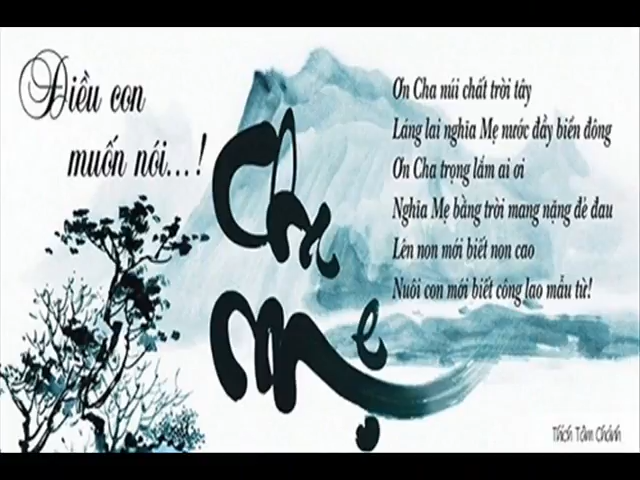 Điều con
muốn nói...!
Cha
Mẹ
Ơn Cha núi chất trời tây
Láng lai nghĩa Mẹ nước đầy biển đông
Ơn Cha trọng lắm ai ơi
Nghĩa Mẹ bằng trời mang nặng đẻ đau
Lên non mới biết non cao
Nuôi con mới biết công lao mẫu từ!
Thích Tâm Chánh